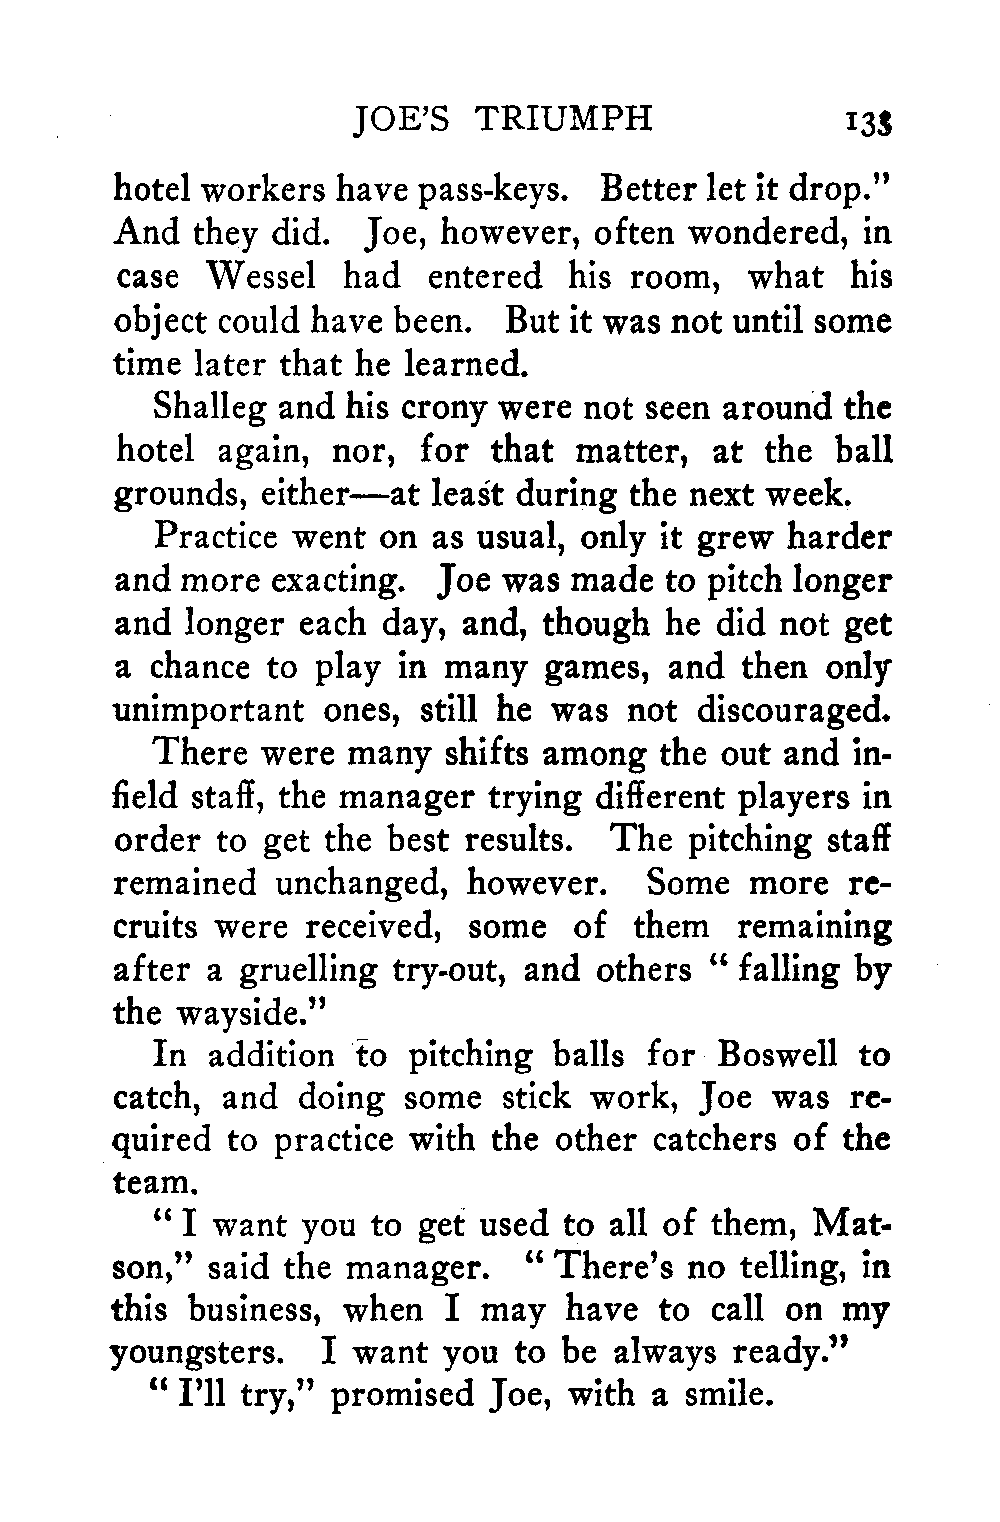 JOE'S TRIUMPH 135
hotel workers have pass-keys. Better let it drop."
And they did. Joe, however, often wondered, in
case Wessel had entered his room, what his
object could have been. But it was not until some
time later that he learned.
Shalleg and his crony were not seen around the
hotel again, nor, for that matter, at the ball
grounds, either—at least during the next week.
Practice went on as usual, only it grew harder
and more exacting. Joe was made to pitch longer
and longer each day, and, though he did not get
a chance to play in many games, and then only
unimportant ones, still he was not discouraged.
There were many shifts among the out and in-
field staff, the manager trying different players in
order to get the best results. The pitching staff
remained unchanged, however. Some more re-
cruits were received, some of them remaining
after a gruelling try-out, and others " falling by
the wayside."
In addition to pitching balls for Boswell to
catch, and doing some stick work, Joe was re-
quired to practice with the other catchers of the
team.
" I want you to get used to all of them, Mat-
son," said the manager. " There's no telling, in
this business, when I may have to call on my
youngsters. I want you to be always ready."
" I'll try," promised Joe, with a smile.